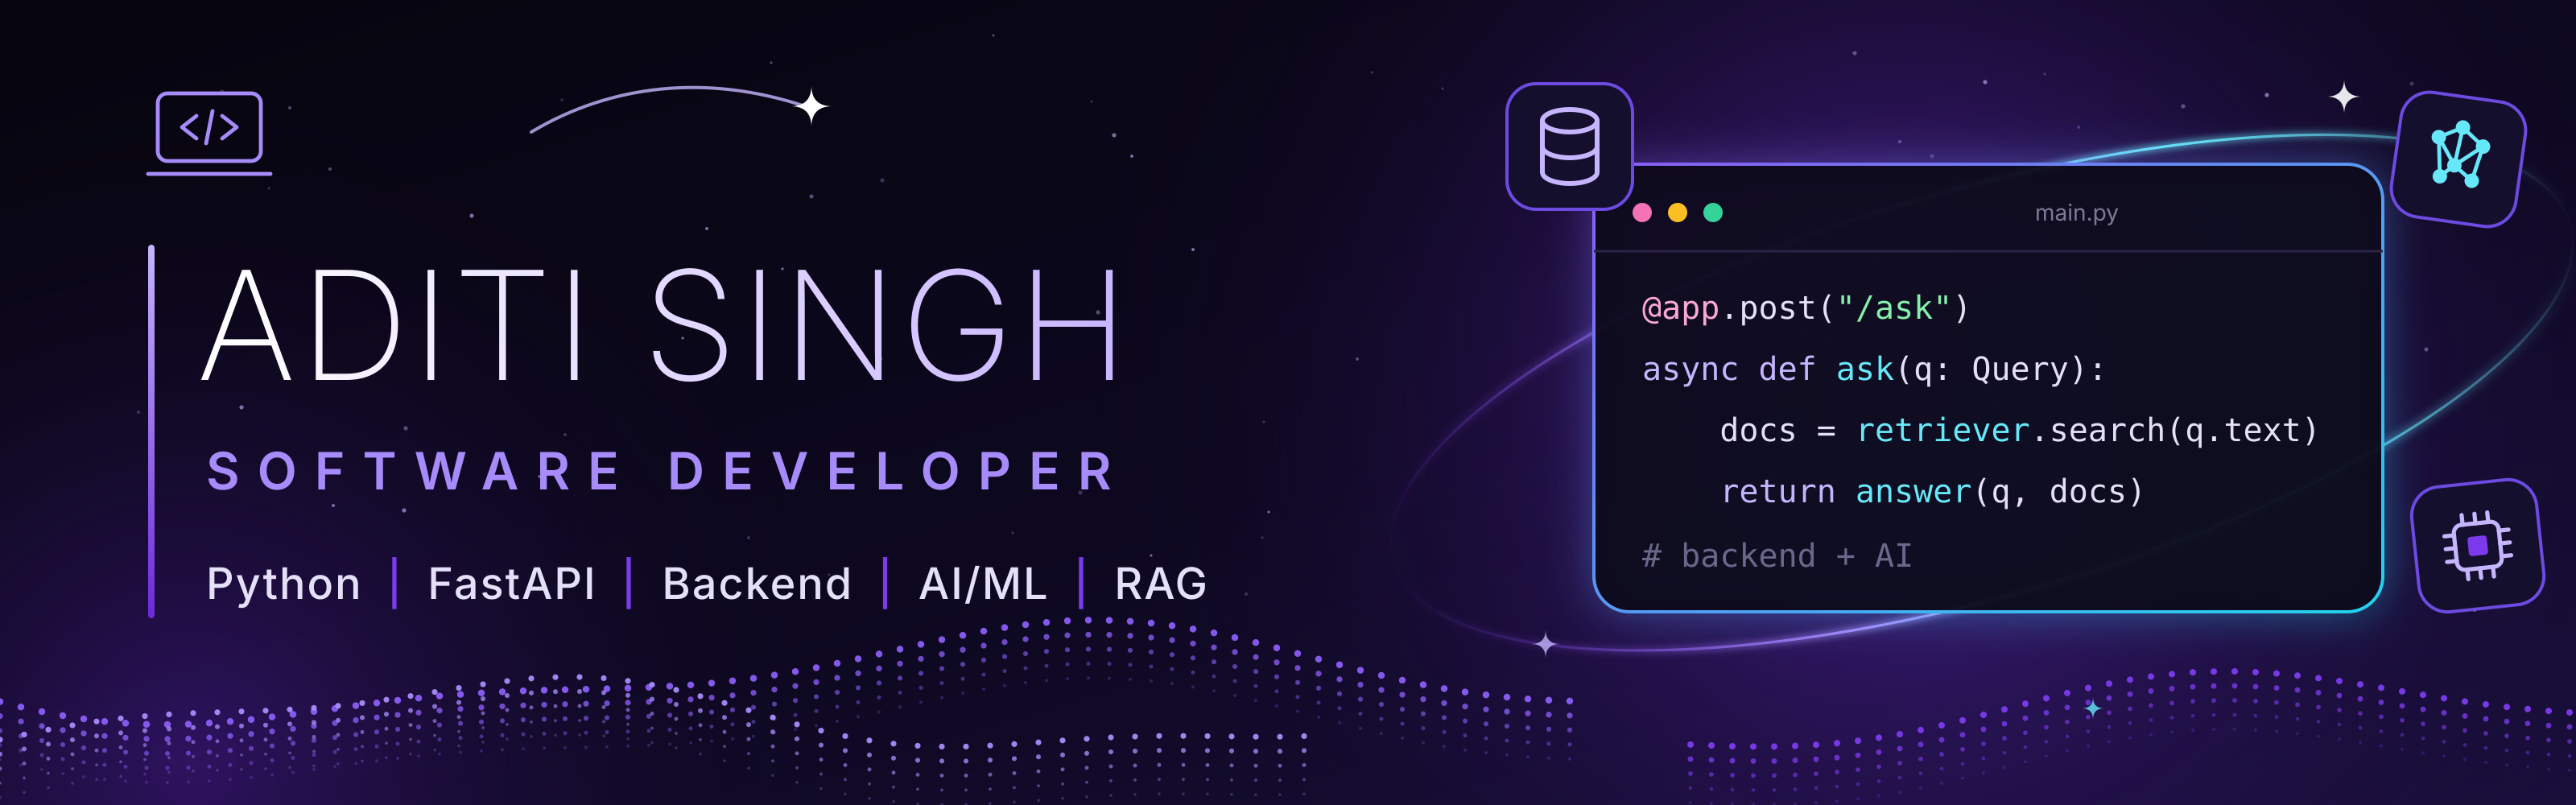 </>
ADITI SINGH
SOFTWARE DEVELOPER
Python | FastAPI | Backend | AI/ML | RAG
main.py
@app.post("/ask")
async def ask(q: Query):
    docs = retriever.search(q.text)
    return answer(q, docs)
# backend + AI